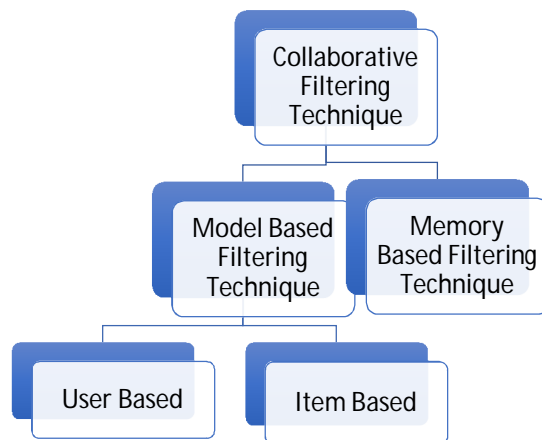 Collaborative
Filtering
Technique
Model Based
Filtering
Technique
Memory
Based Filtering
Technique
User Based
Item Based